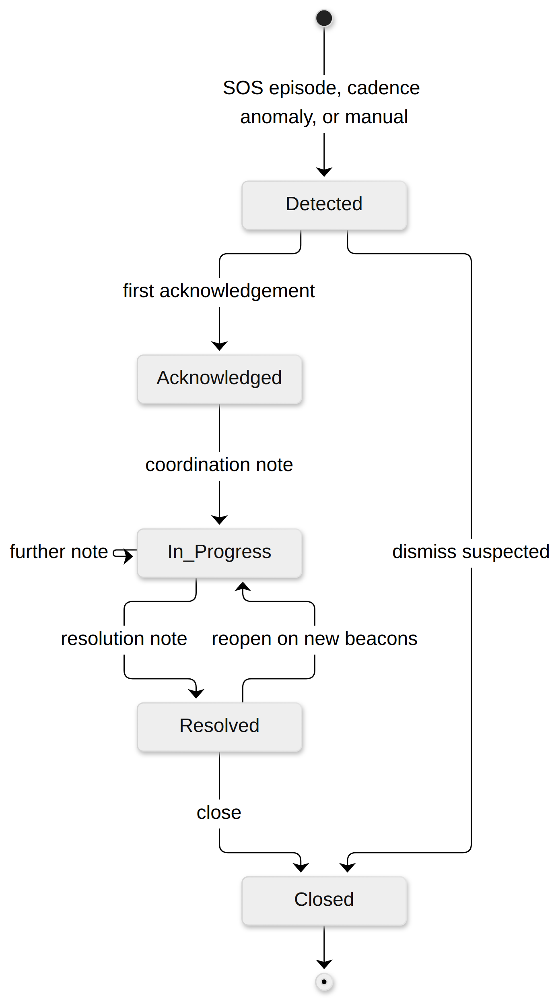 SOS episode, cadence
anomaly, or manual
Detected
first acknowledgement
Acknowledged
coordination note
further note
In_Progress
dismiss suspected
resolution note
reopen on new beacons
Resolved
close
Closed